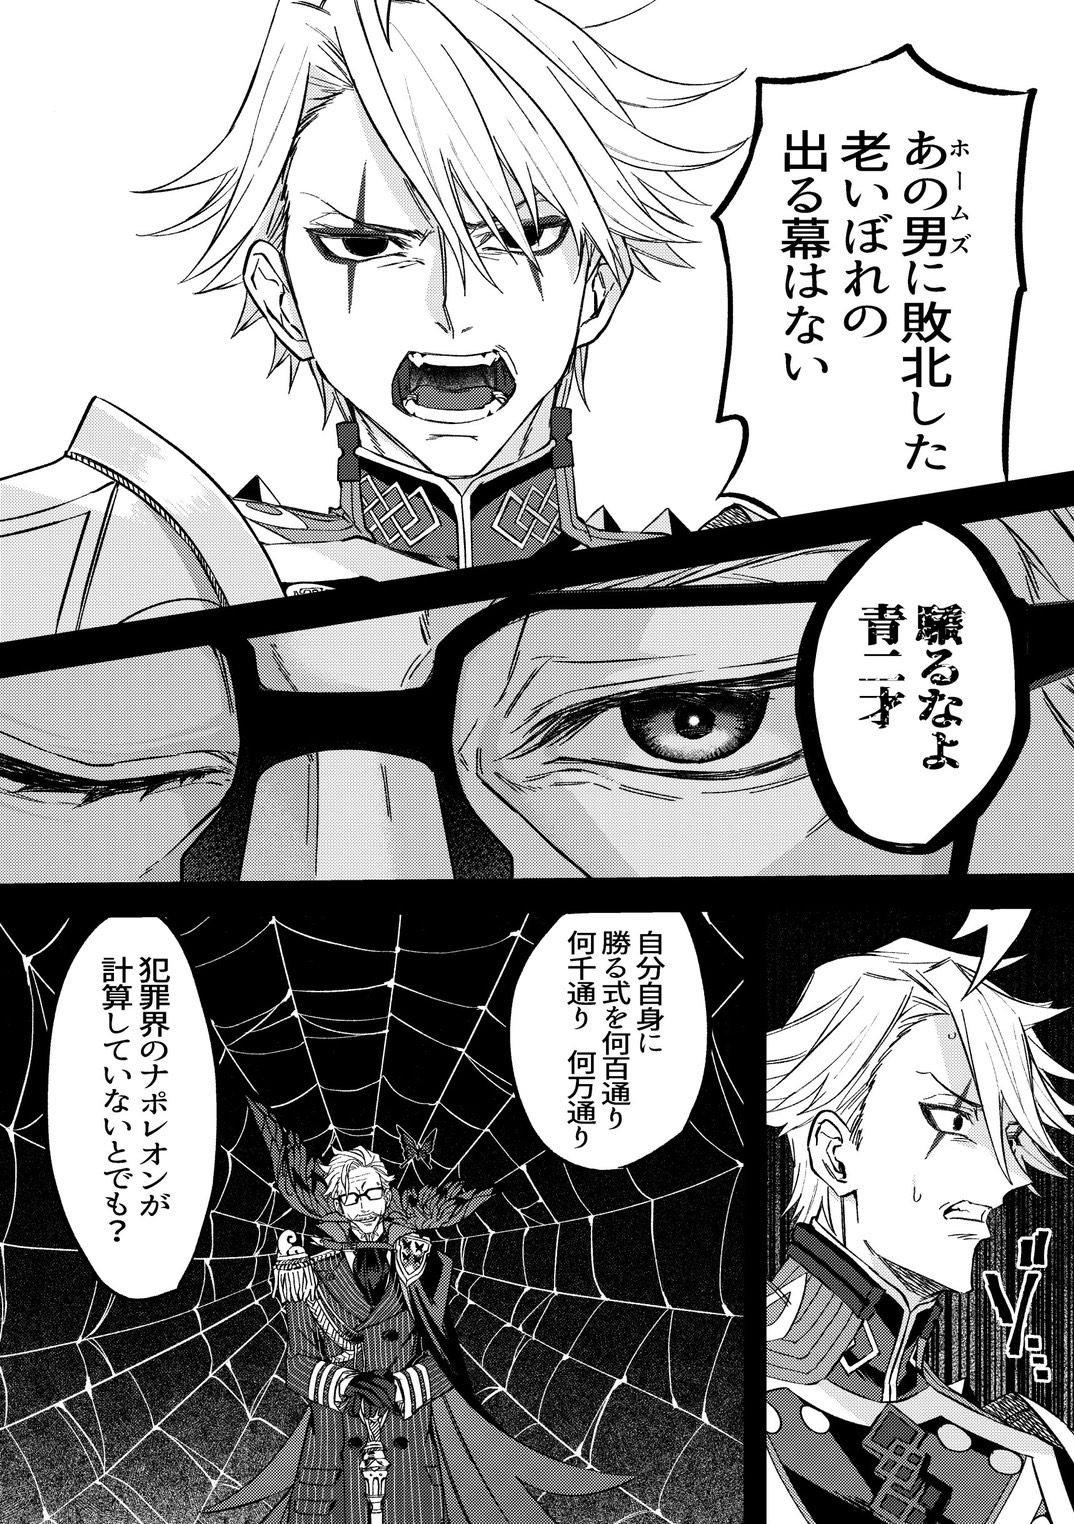 あの男に敗北した
ホームズ
老いぼれの
出る幕はない
驕るなよ
青二才
自分自身に
勝る式を何百通り
何千通り　何万通り
犯罪界のナポレオンが
計算していないとでも？
ゾ…